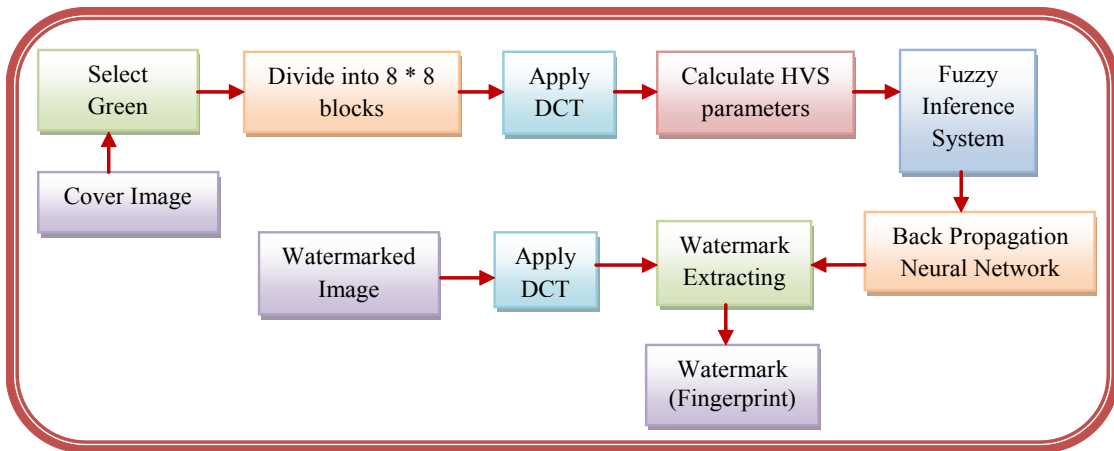 Select
Green
Divide into 8 * 8
blocks
Apply
DCT
Calculate HVS
parameters
Fuzzy
Inference
System
Cover Image
Back Propagation
Neural Network
Watermarked
Image
Apply
DCT
Watermark
Extracting
Watermark
(Fingerprint)